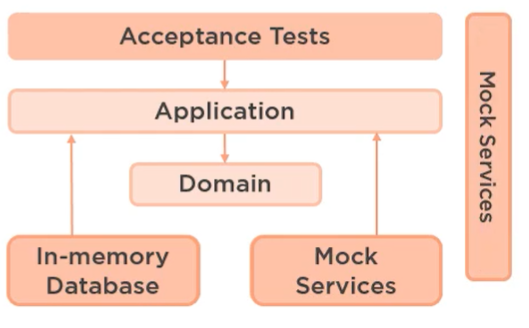 Acceptance Tests
Application
Domain
In-memory
Database
Mock
Services
Mock Services